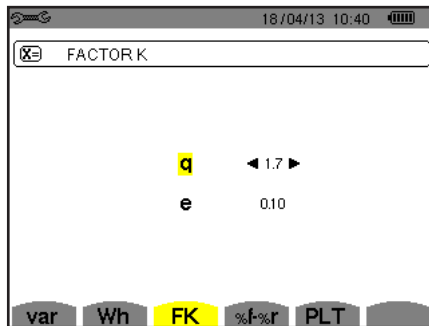 18/04/13 10:40
X= FACTOR K
q ◄ 1.7 ►
e 0.10
var Wh FK %f-%r PLT